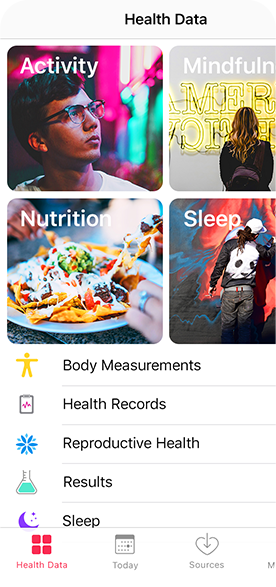 Health Data
Activity
Mindfuln
Nutrition
Sleep
Body Measurements
Health Records
Reproductive Health
Results
Sleep
Health Data
Today
Sources
M